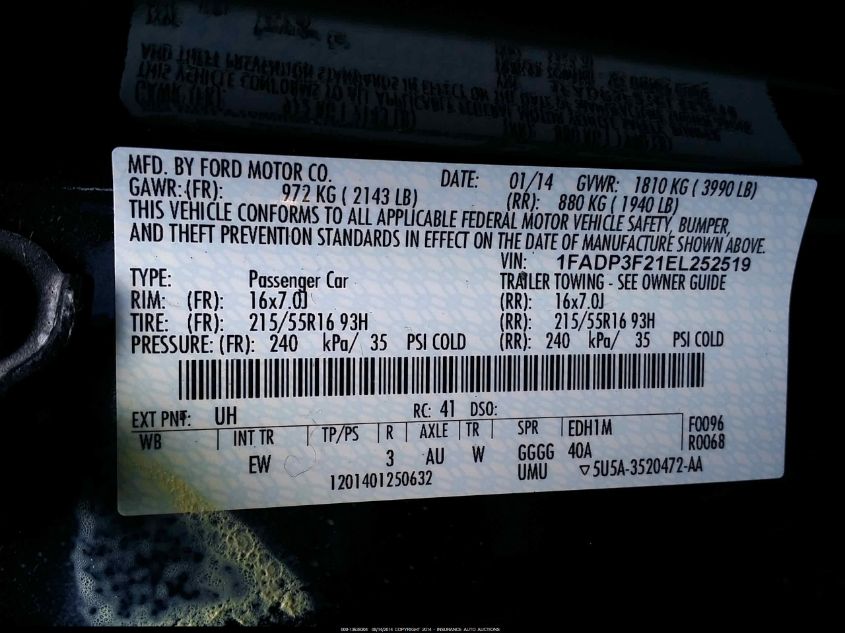 MFD. BY FORD MOTOR CO. DATE: 01/14 GVWR: 1810 KG ( 3990 LB)
GAWR: (FR): 972 KG ( 2143 LB) (RR): 880 KG ( 1940 LB)
THIS VEHICLE CONFORMS TO ALL APPLICABLE FEDERAL MOTOR VEHICLE SAFETY, BUMPER,
AND THEFT PREVENTION STANDARDS IN EFFECT ON THE DATE OF MANUFACTURE SHOWN ABOVE.
VIN: 1FADP3F21EL252519
TYPE: Passenger Car TRAILER TOWING - SEE OWNER GUIDE
RIM: (FR): 16x7.0J (RR): 16x7.0J
TIRE: (FR): 215/55R16 93H (RR): 215/55R16 93H
PRESSURE: (FR): 240 kPa/ 35 PSI COLD (RR): 240 kPa/ 35 PSI COLD
EXT PNT: UH RC: 41 DSO:
WB INT TR TP/PS R AXLE TR SPR EDH1M F0096
EW 3 AU W GGGG 40A R0068
1201401250632 UMU ▽5U5A-3520472-AA
COPYRIGHT 2014 - INSURANCE AUTO AUCTIONS